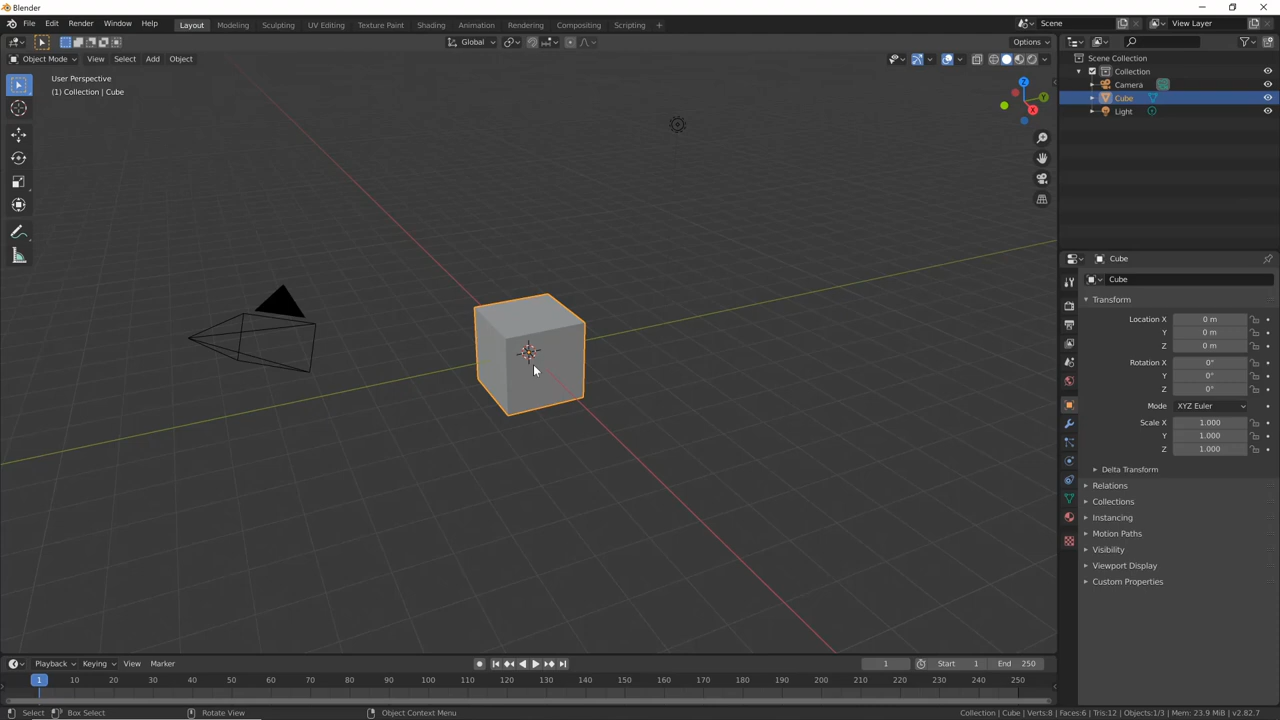 Blender
File Edit Render Window Help Layout Modeling Sculpting UV Editing Texture Paint Shading Animation Rendering Compositing Scripting + Scene View Layer
Global Options
Object Mode View Select Add Object
User Perspective
(1) Collection | Cube
Z
Y
X
Scene Collection
Collection
Camera
Cube
Light
Cube
Cube
Transform
Location X 0 m
Y 0 m
Z 0 m
Rotation X 0°
Y 0°
Z 0°
Mode XYZ Euler
Scale X 1.000
Y 1.000
Z 1.000
Delta Transform
Relations
Collections
Instancing
Motion Paths
Visibility
Viewport Display
Custom Properties
Playback Keying View Marker 1 Start 1 End 250
1 10 20 30 40 50 60 70 80 90 100 110 120 130 140 150 160 170 180 190 200 210 220 230 240 250
Select Box Select Rotate View Object Context Menu Collection | Cube | Verts:8 | Faces:6 | Tris:12 | Objects:1/3 | Mem: 23.9 MiB | v2.82.7